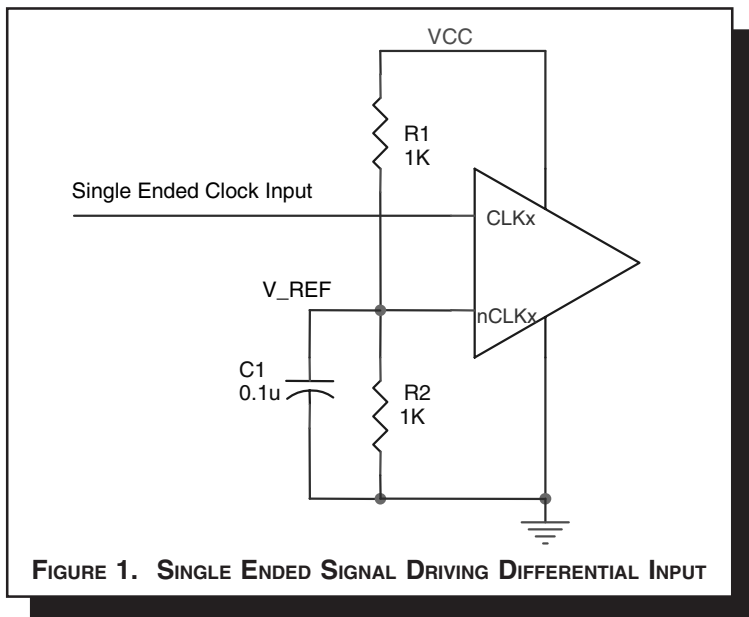 VCC
R1
1K
Single Ended Clock Input
CLKx
V_REF
nCLKx
C1
0.1u
R2
1K
FIGURE 1. SINGLE ENDED SIGNAL DRIVING DIFFERENTIAL INPUT